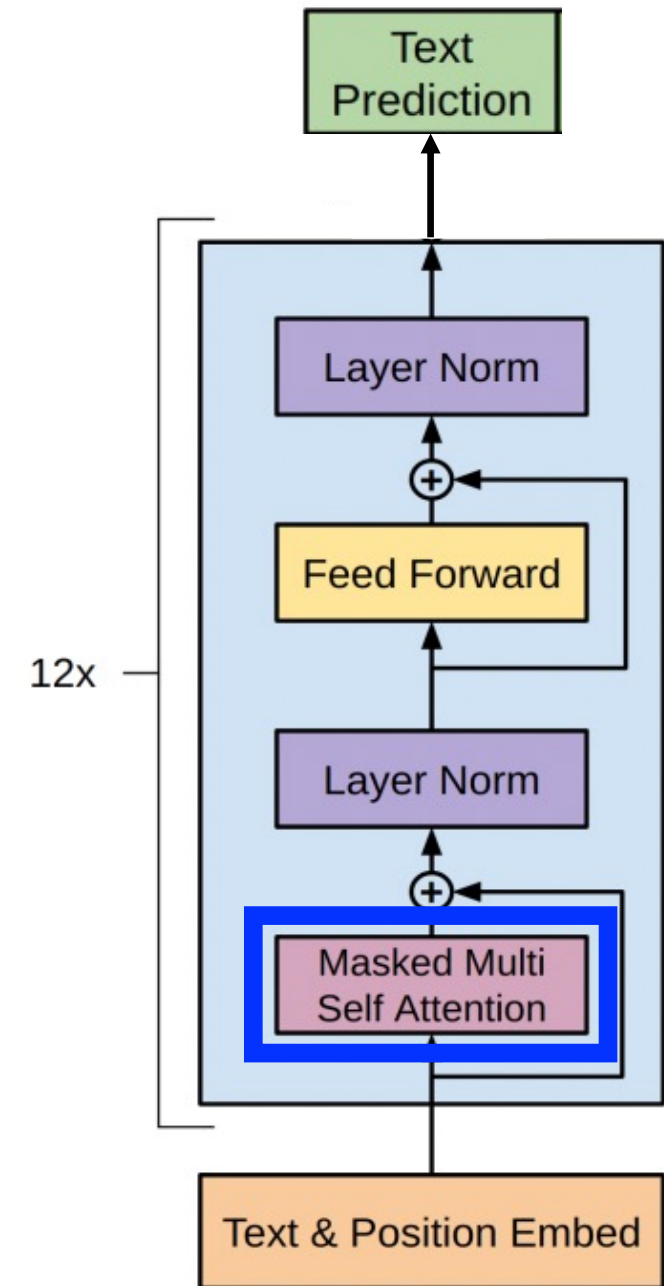 Text
Prediction
Layer Norm
+
Feed Forward
12x
Layer Norm
+
Masked Multi
Self Attention
Text & Position Embed